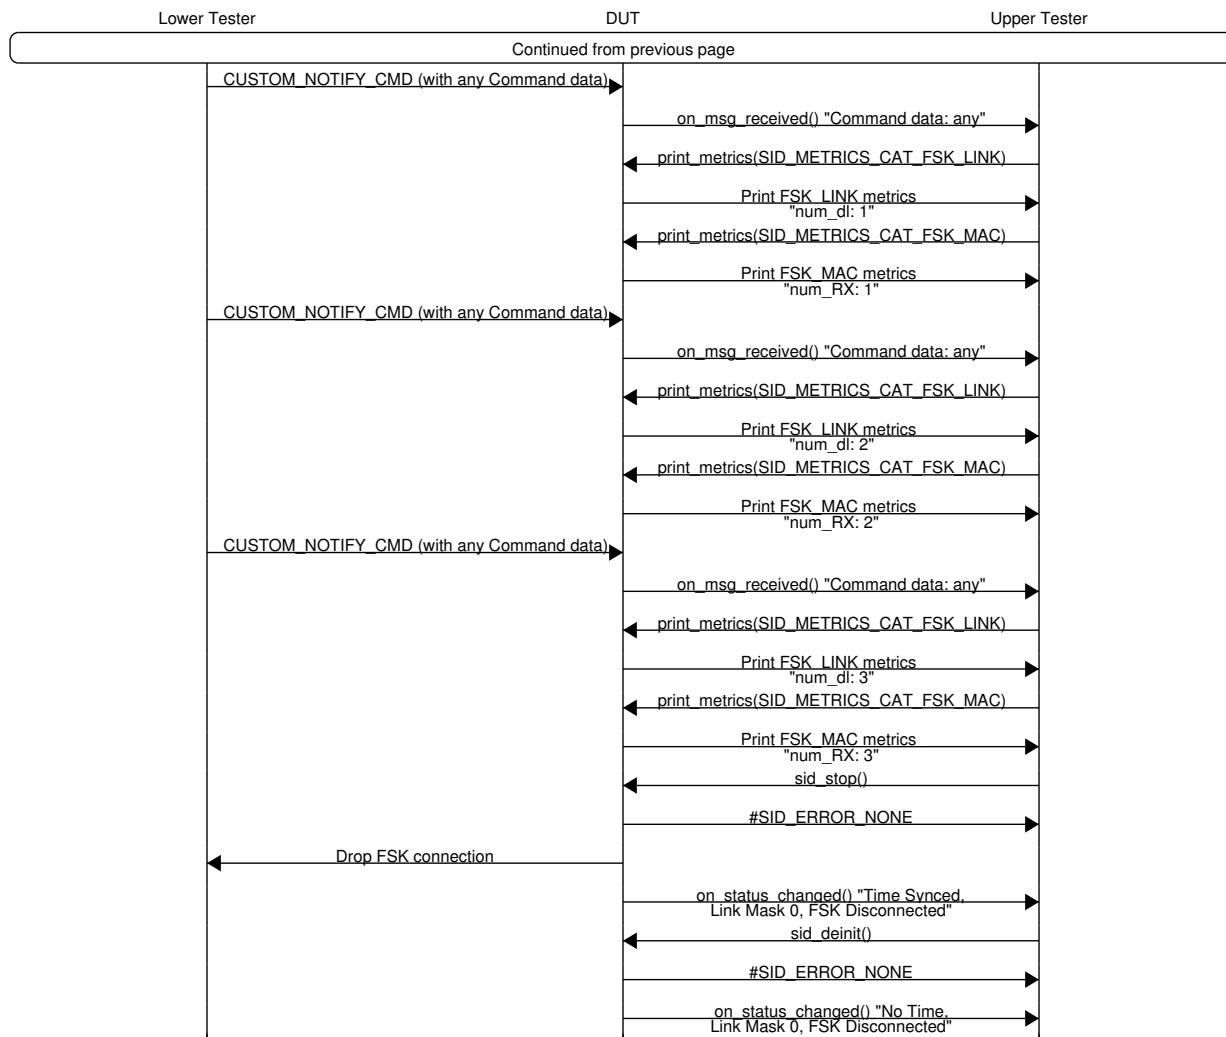 Lower Tester DUT Upper Tester
Continued from previous page
CUSTOM_NOTIFY_CMD (with any Command data)
on_msg_received() "Command data: any"
print_metrics(SID_METRICS_CAT_FSK_LINK)
Print FSK_LINK metrics
"num_dl: 1"
print_metrics(SID_METRICS_CAT_FSK_MAC)
Print FSK_MAC metrics
"num_RX: 1"
CUSTOM_NOTIFY_CMD (with any Command data)
on_msg_received() "Command data: any"
print_metrics(SID_METRICS_CAT_FSK_LINK)
Print FSK_LINK metrics
"num_dl: 2"
print_metrics(SID_METRICS_CAT_FSK_MAC)
Print FSK_MAC metrics
"num_RX: 2"
CUSTOM_NOTIFY_CMD (with any Command data)
on_msg_received() "Command data: any"
print_metrics(SID_METRICS_CAT_FSK_LINK)
Print FSK_LINK metrics
"num_dl: 3"
print_metrics(SID_METRICS_CAT_FSK_MAC)
Print FSK_MAC metrics
"num_RX: 3"
sid_stop()
#SID_ERROR_NONE
Drop FSK connection
on_status_changed() "Time Synced,
Link Mask 0, FSK Disconnected"
sid_deinit()
#SID_ERROR_NONE
on_status_changed() "No Time,
Link Mask 0, FSK Disconnected"